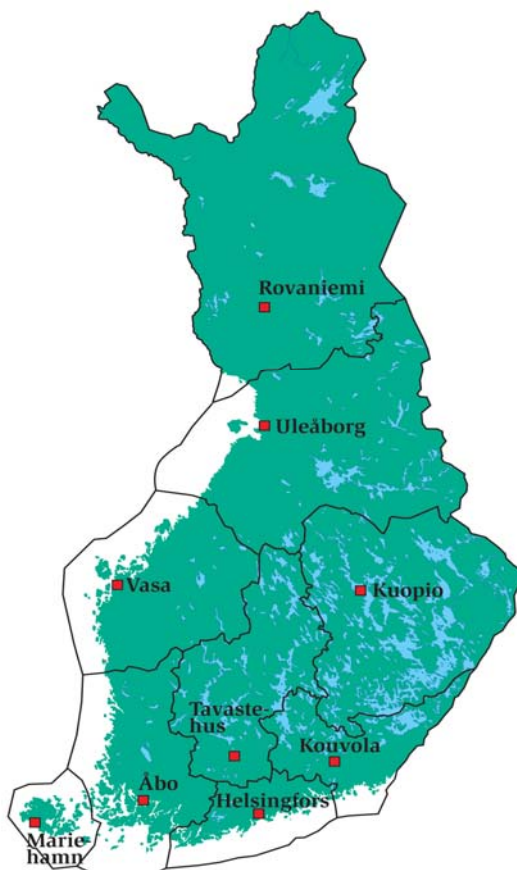 Rovaniemi
Uleåborg
Vasa
Kuopio
Tavaste-
hus
Kouvola
Åbo
Helsingfors
Marie-
hamn